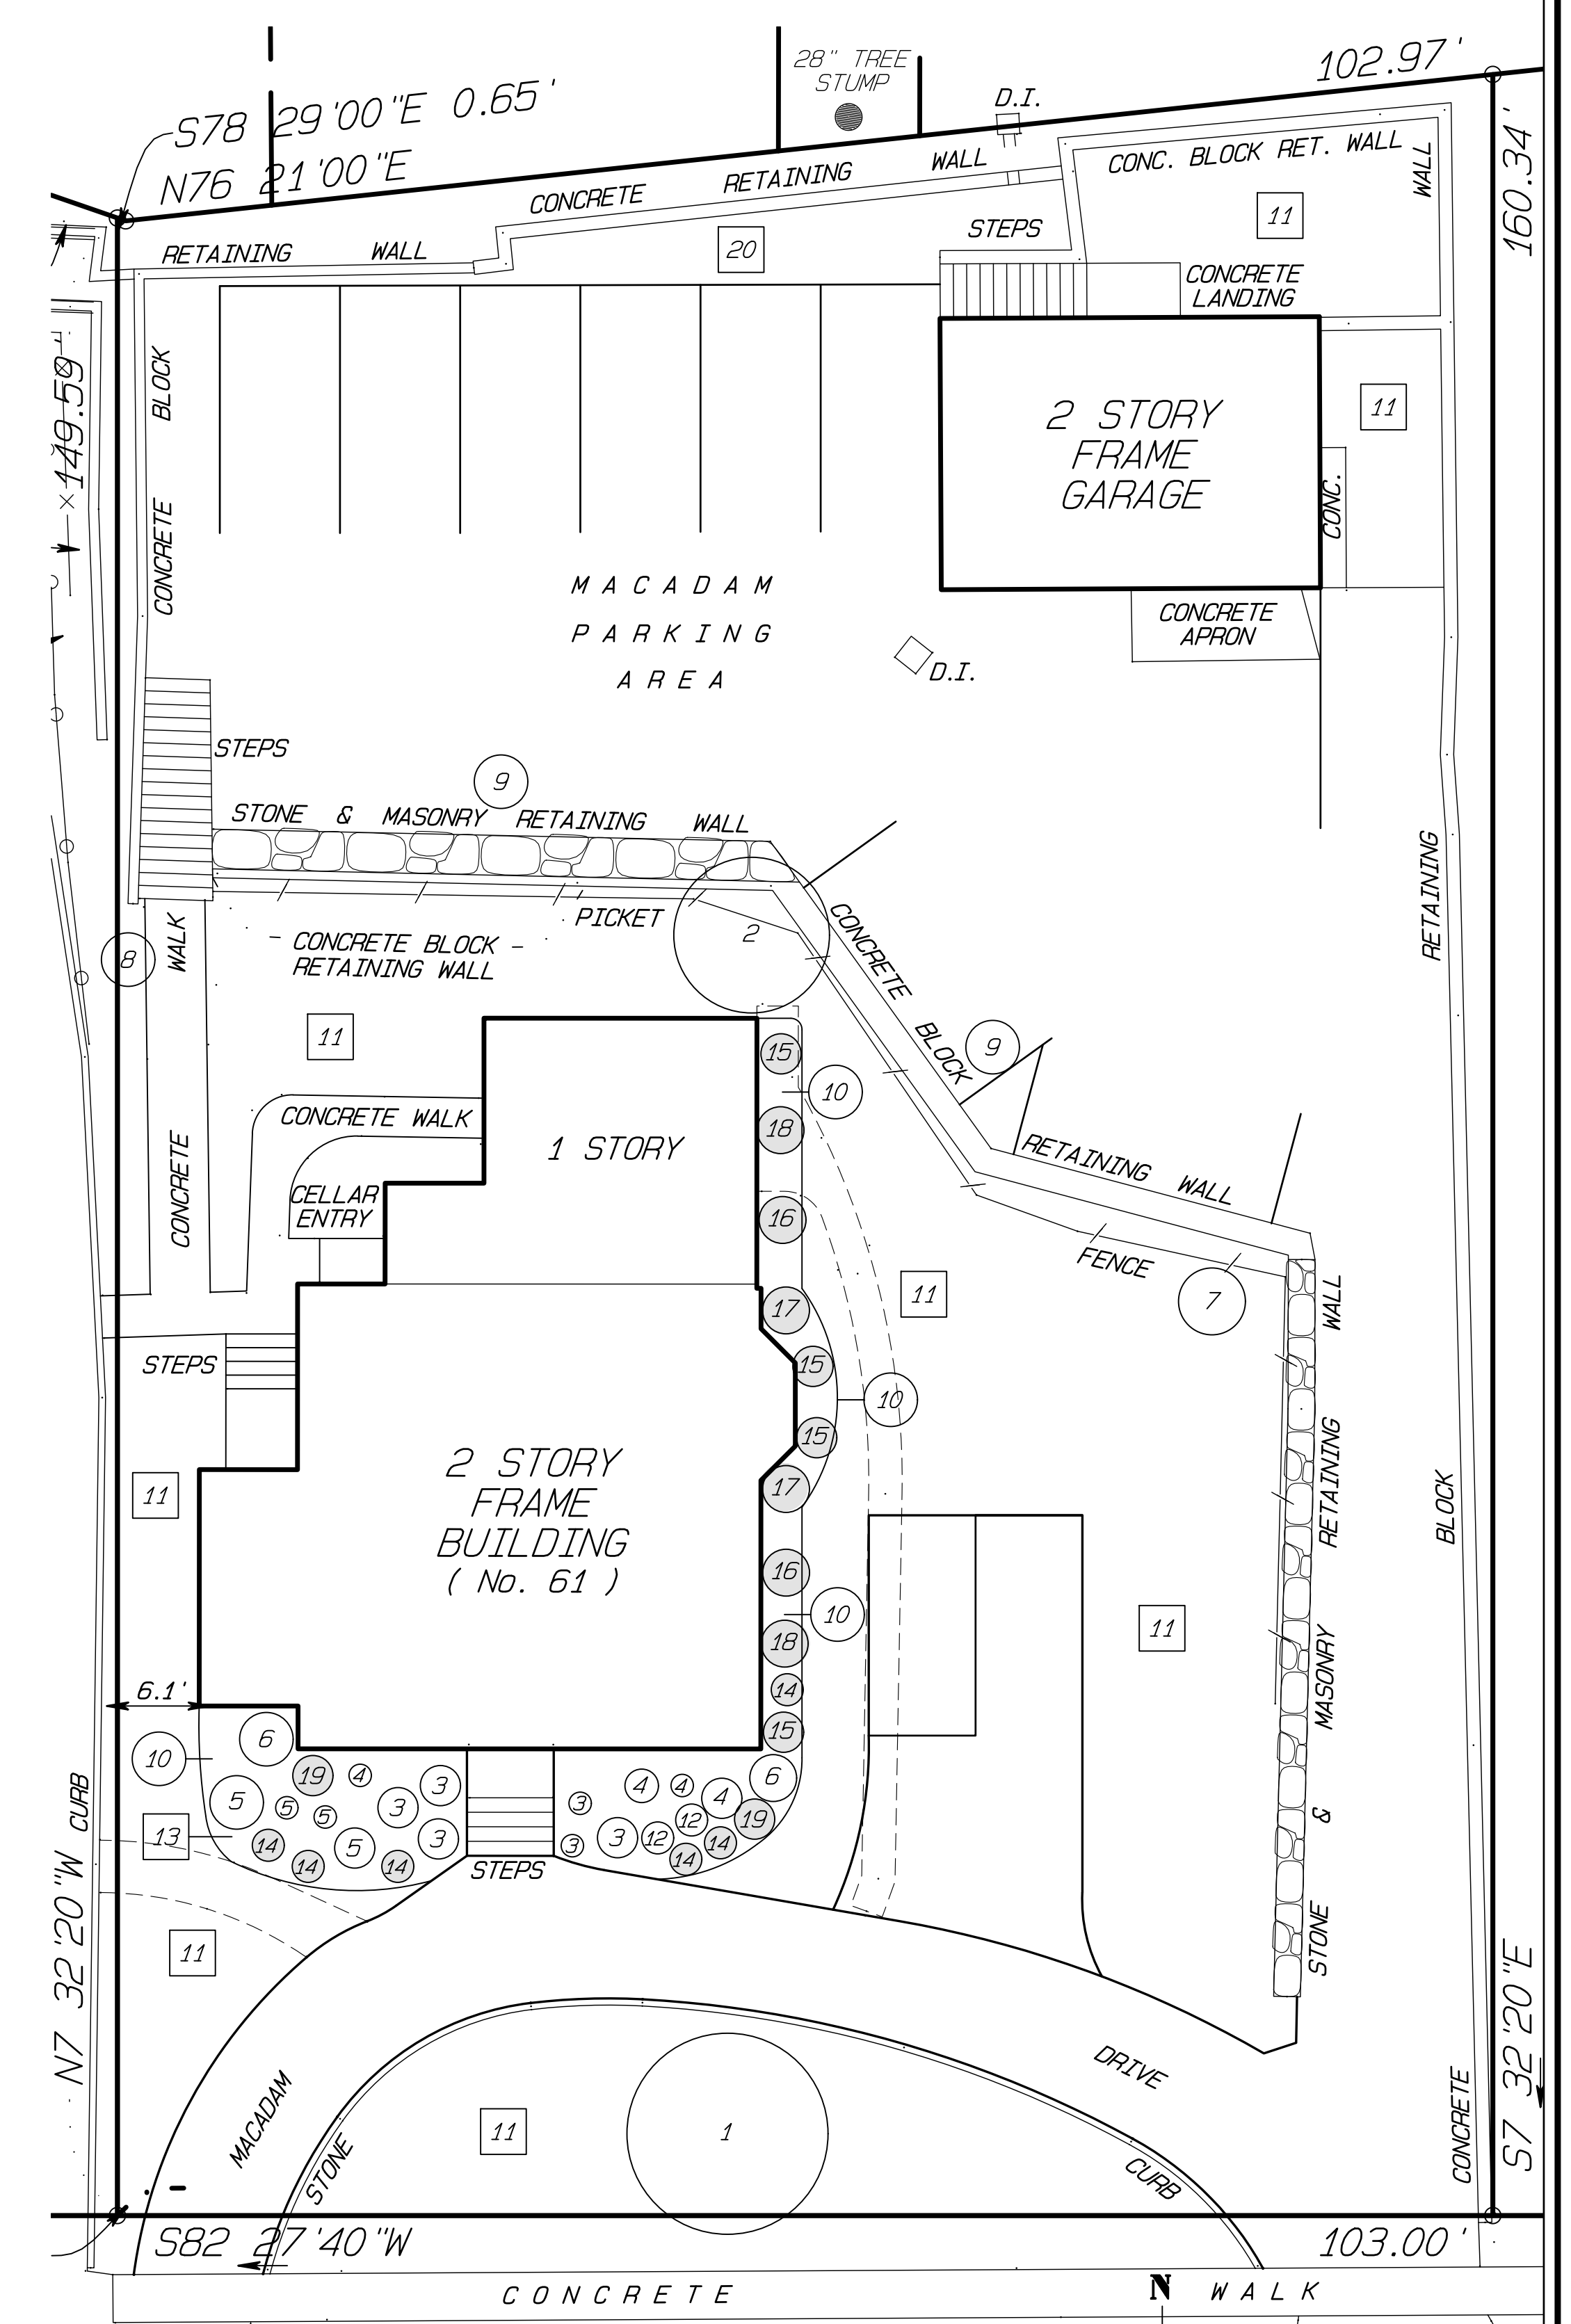 28" TREE
STUMP
102.97'
D.I.
S78 29'00"E 0.65'
N76 21'00"E
CONCRETE RETAINING WALL
CONC. BLOCK RET. WALL
WALL
160.34'
RETAINING WALL
20
STEPS
11
CONCRETE
LANDING
149.59'
BLOCK
CONCRETE
2 STORY
FRAME
GARAGE
11
CONC.
MACADAM
PARKING
AREA
CONCRETE
APRON
D.I.
STEPS
9
STONE & MASONRY RETAINING WALL
PICKET
2
CONCRETE BLOCK
RETAINING WALL
8
WALK
CONCRETE
BLOCK
9
RETAINING
11
15
10
CONCRETE WALK
1 STORY
18
CONCRETE
CELLAR
ENTRY
16
RETAINING WALL
FENCE
7
11
17
WALL
STEPS
15
10
15
17
RETAINING
2 STORY
FRAME
BUILDING
( No. 61 )
11
BLOCK
16
10
18
11
MASONRY
14
15
6.1'
6
10
19
4
3
5
5
5
3
3
5
13
14
14
14
3
4
4
4
6
12
19
3
3
12
14
14
STEPS
&
STONE
CURB
11
N7 32'20"W
MACADAM
STONE
11
1
DRIVE
CURB
CONCRETE
S7 32'20"E
S82 27'40"W
103.00'
CONCRETE WALK
N